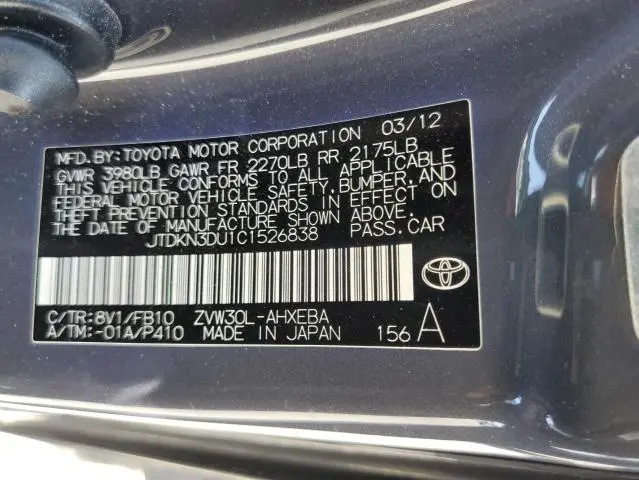 MFD. BY: TOYOTA MOTOR CORPORATION 03/12
GVWR 3980LB GAWR FR 2270LB RR 2175LB
THIS VEHICLE CONFORMS TO ALL APPLICABLE
FEDERAL MOTOR VEHICLE SAFETY, BUMPER, AND
THEFT PREVENTION STANDARDS IN EFFECT ON
THE DATE OF MANUFACTURE SHOWN ABOVE.
JTDKN3DU1C1526838 PASS. CAR
C/TR: 8V1/FB10 ZVW30L-AHXEBA
A/TM: -01A/P410 MADE IN JAPAN 156 A